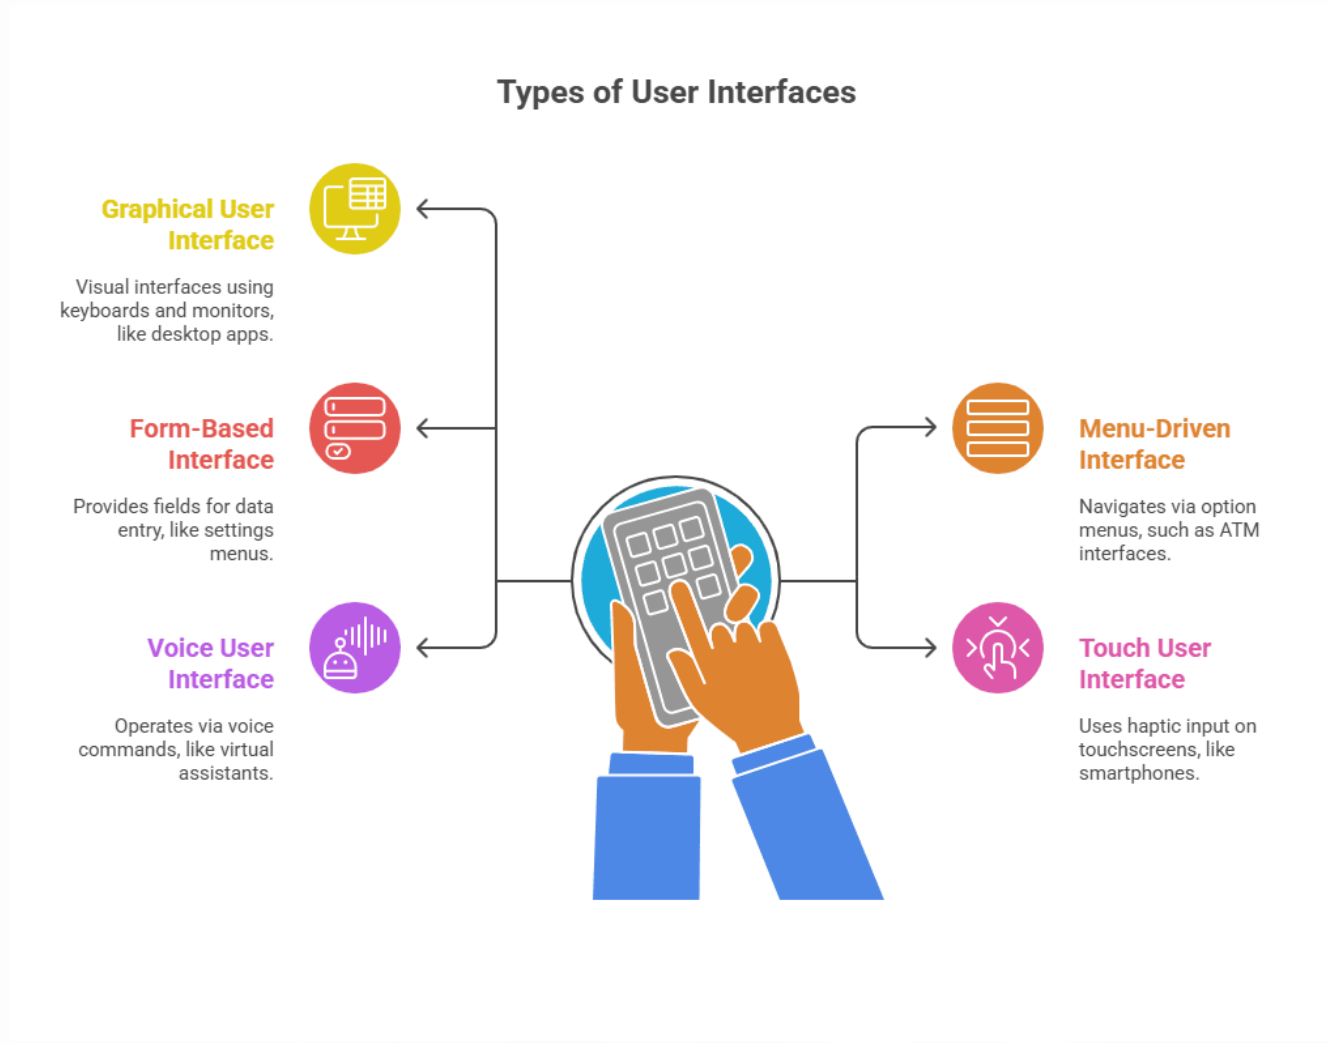 Types of User Interfaces
Graphical User
Interface
Visual interfaces using
keyboards and monitors,
like desktop apps.
Form-Based
Interface
Provides fields for data
entry, like settings
menus.
Voice User
Interface
Operates via voice
commands, like virtual
assistants.
Menu-Driven
Interface
Navigates via option
menus, such as ATM
interfaces.
Touch User
Interface
Uses haptic input on
touchscreens, like
smartphones.